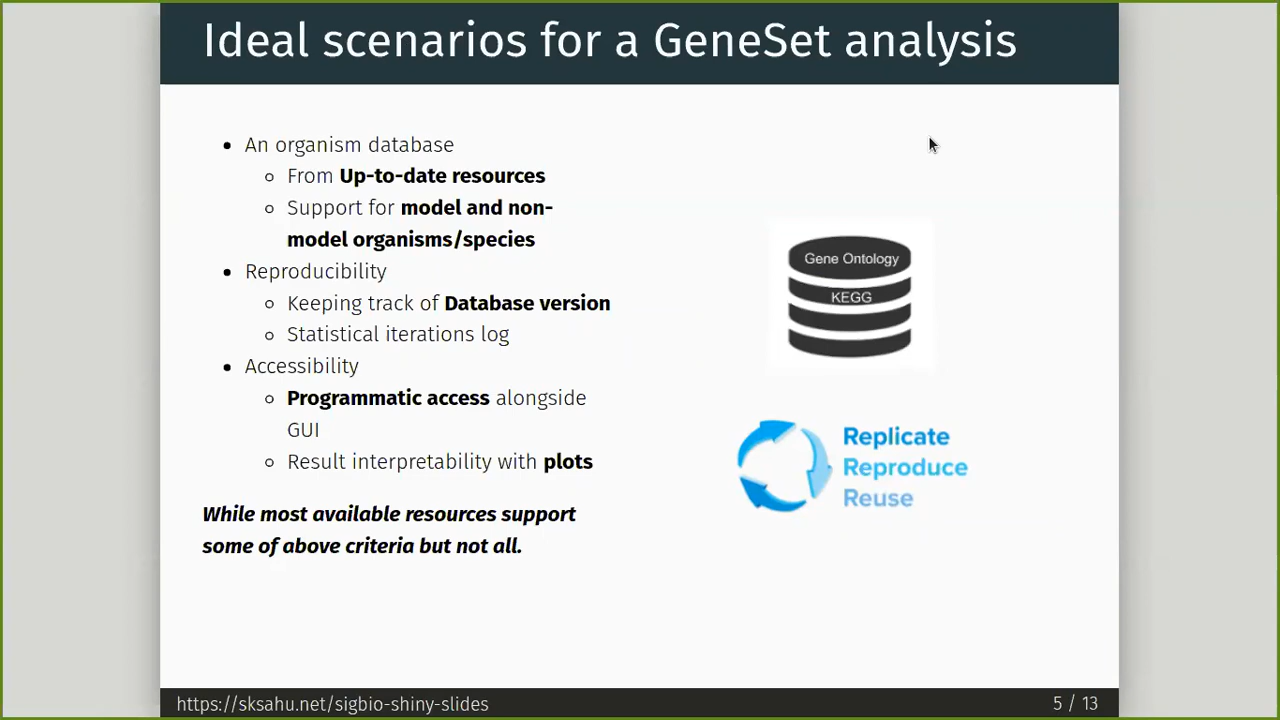 Ideal scenarios for a GeneSet analysis
An organism database
From Up-to-date resources
Support for model and non-
model organisms/species
Reproducibility
Keeping track of Database version
Statistical iterations log
Accessibility
Programmatic access alongside
GUI
Result interpretability with plots
While most available resources support
some of above criteria but not all.
Gene Ontology
KEGG
Replicate
Reproduce
Reuse
https://sksahu.net/sigbio-shiny-slides
5 / 13